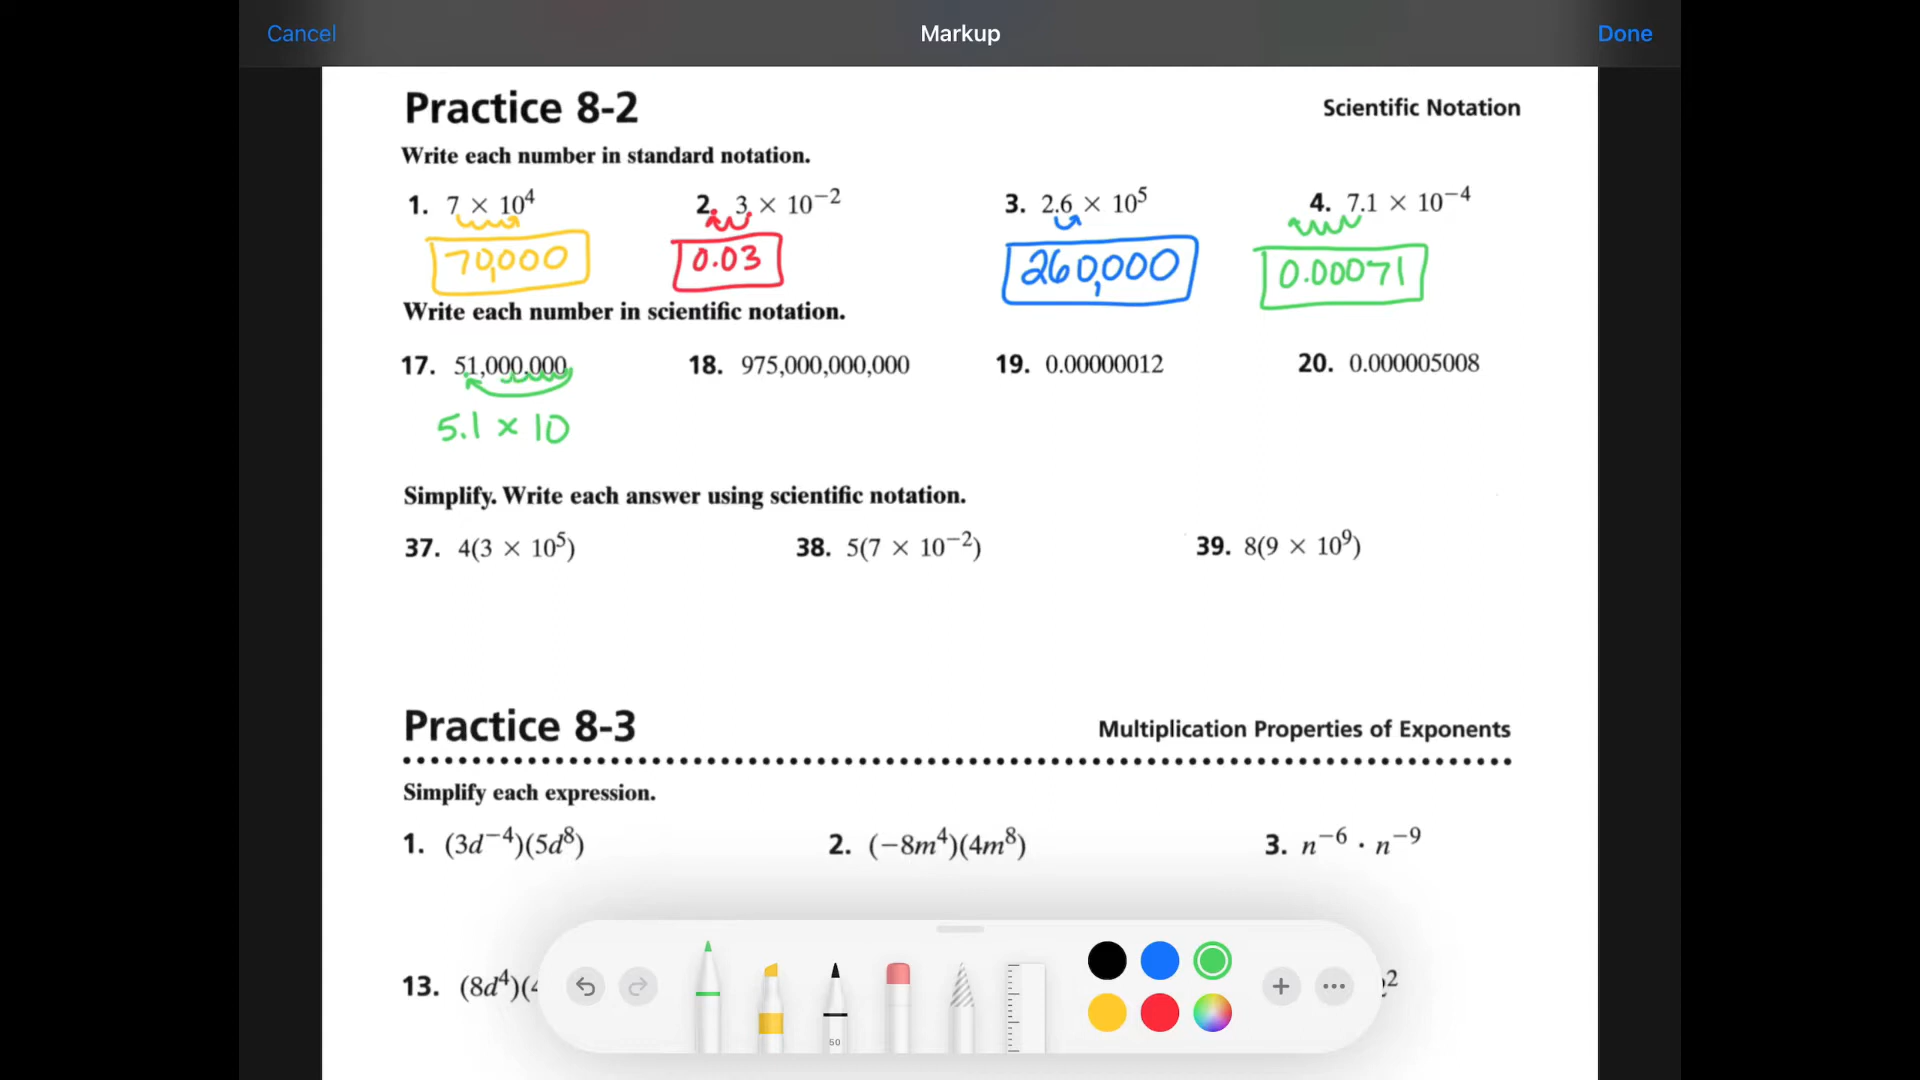 Cancel Markup Done
Practice 8-2 Scientific Notation
Write each number in standard notation.
1. 7 × 10⁴ 2. 3 × 10⁻² 3. 2.6 × 10⁵ 4. 7.1 × 10⁻⁴
70,000 0.03 260,000 0.00071
Write each number in scientific notation.
17. 51,000,000 18. 975,000,000,000 19. 0.00000012 20. 0.000005008
5.1 × 10
Simplify. Write each answer using scientific notation.
37. 4(3 × 10⁵) 38. 5(7 × 10⁻²) 39. 8(9 × 10⁹)
Practice 8-3 Multiplication Properties of Exponents
Simplify each expression.
1. (3d⁻⁴)(5d⁸) 2. (−8m⁴)(4m⁸) 3. n⁻⁶ · n⁻⁹
13. (8d⁴)(4 ²
50